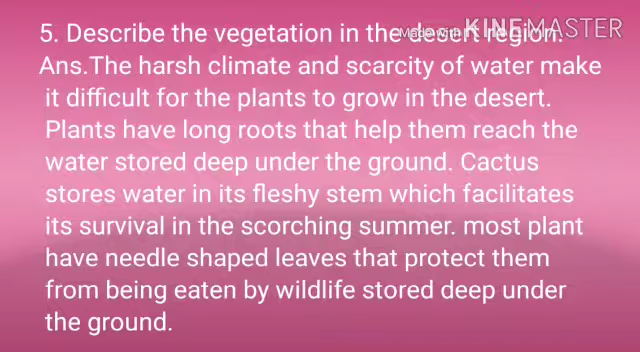 Made with KINEMASTER
5. Describe the vegetation in the desert region.
Ans.The harsh climate and scarcity of water make
it difficult for the plants to grow in the desert.
Plants have long roots that help them reach the
water stored deep under the ground. Cactus
stores water in its fleshy stem which facilitates
its survival in the scorching summer. most plant
have needle shaped leaves that protect them
from being eaten by wildlife stored deep under
the ground.